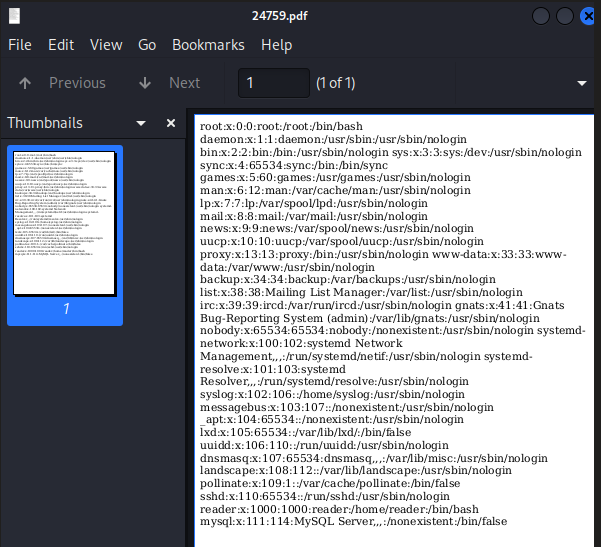 24759.pdf
File Edit View Go Bookmarks Help
Previous Next 1 (1 of 1)
Thumbnails
1
root:x:0:0:root:/root:/bin/bash
daemon:x:1:1:daemon:/usr/sbin:/usr/sbin/nologin
bin:x:2:2:bin:/bin:/usr/sbin/nologin sys:x:3:3:sys:/dev:/usr/sbin/nologin
sync:x:4:65534:sync:/bin:/bin/sync
games:x:5:60:games:/usr/games:/usr/sbin/nologin
man:x:6:12:man:/var/cache/man:/usr/sbin/nologin
lp:x:7:7:lp:/var/spool/lpd:/usr/sbin/nologin
mail:x:8:8:mail:/var/mail:/usr/sbin/nologin
news:x:9:9:news:/var/spool/news:/usr/sbin/nologin
uucp:x:10:10:uucp:/var/spool/uucp:/usr/sbin/nologin
proxy:x:13:13:proxy:/bin:/usr/sbin/nologin www-data:x:33:33:www-
data:/var/www:/usr/sbin/nologin
backup:x:34:34:backup:/var/backups:/usr/sbin/nologin
list:x:38:38:Mailing List Manager:/var/list:/usr/sbin/nologin
irc:x:39:39:ircd:/var/run/ircd:/usr/sbin/nologin gnats:x:41:41:Gnats
Bug-Reporting System (admin):/var/lib/gnats:/usr/sbin/nologin
nobody:x:65534:65534:nobody:/nonexistent:/usr/sbin/nologin systemd-
network:x:100:102:systemd Network
Management,,,:/run/systemd/netif:/usr/sbin/nologin systemd-
resolve:x:101:103:systemd
Resolver,,,:/run/systemd/resolve:/usr/sbin/nologin
syslog:x:102:106::/home/syslog:/usr/sbin/nologin
messagebus:x:103:107::/nonexistent:/usr/sbin/nologin
_apt:x:104:65534::/nonexistent:/usr/sbin/nologin
lxd:x:105:65534::/var/lib/lxd/:/bin/false
uuidd:x:106:110::/run/uuidd:/usr/sbin/nologin
dnsmasq:x:107:65534:dnsmasq,,,:/var/lib/misc:/usr/sbin/nologin
landscape:x:108:112::/var/lib/landscape:/usr/sbin/nologin
pollinate:x:109:1::/var/cache/pollinate:/bin/false
sshd:x:110:65534::/run/sshd:/usr/sbin/nologin
reader:x:1000:1000:reader:/home/reader:/bin/bash
mysql:x:111:114:MySQL Server,,,:/nonexistent:/bin/false